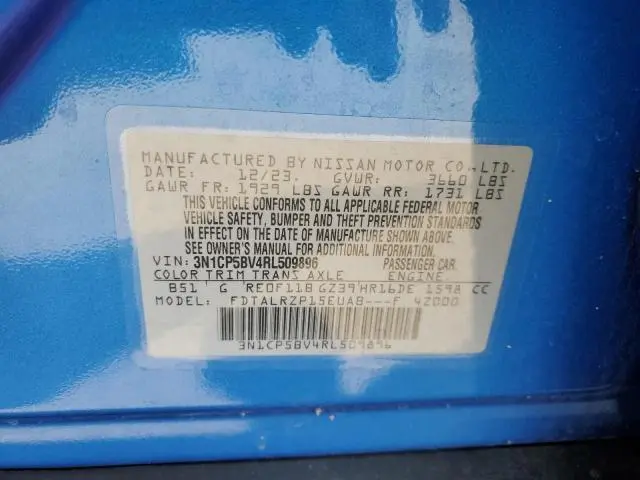 MANUFACTURED BY NISSAN MOTOR CO.,LTD.
DATE: 12/23. GVWR: 3660 LBS
GAWR FR: 1929 LBS GAWR RR: 1731 LBS
THIS VEHICLE CONFORMS TO ALL APPLICABLE FEDERAL MOTOR
VEHICLE SAFETY, BUMPER AND THEFT PREVENTION STANDARDS
IN EFFECT ON THE DATE OF MANUFACTURE SHOWN ABOVE.
SEE OWNER'S MANUAL FOR ADDITIONAL INFORMATION.
VIN: 3N1CP5BV4RL509896 PASSENGER CAR
COLOR TRIM TRANS AXLE ENGINE
B51 G RE0F11B GZ39 HR16DE 1598 CC
MODEL: FDTALRZP15EUAB---F 42000
3N1CP5BV4RL509896